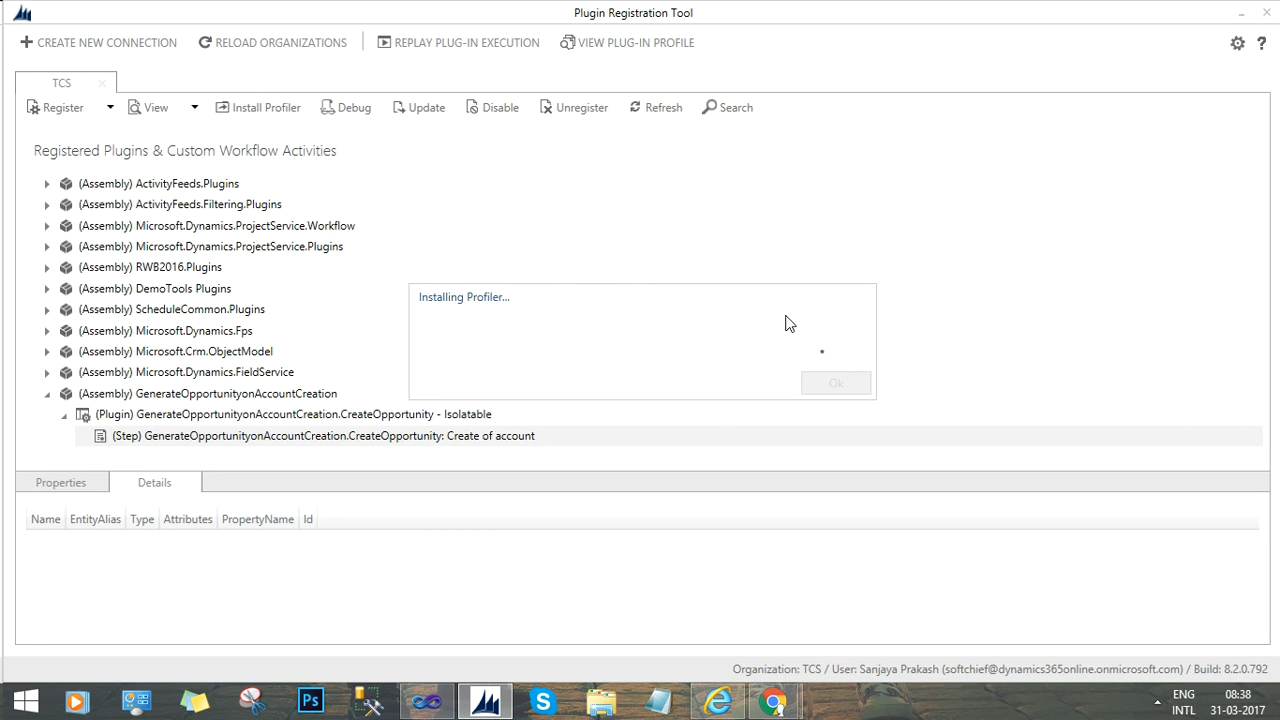 Plugin Registration Tool
CREATE NEW CONNECTION RELOAD ORGANIZATIONS REPLAY PLUG-IN EXECUTION VIEW PLUG-IN PROFILE ?
TCS
Register View Install Profiler Debug Update Disable Unregister Refresh Search
Registered Plugins & Custom Workflow Activities
(Assembly) ActivityFeeds.Plugins
(Assembly) ActivityFeeds.Filtering.Plugins
(Assembly) Microsoft.Dynamics.ProjectService.Workflow
(Assembly) Microsoft.Dynamics.ProjectService.Plugins
(Assembly) RWB2016.Plugins
(Assembly) DemoTools Plugins
(Assembly) ScheduleCommon.Plugins
(Assembly) Microsoft.Dynamics.Fps
(Assembly) Microsoft.Crm.ObjectModel
(Assembly) Microsoft.Dynamics.FieldService
(Assembly) GenerateOpportunityonAccountCreation
(Plugin) GenerateOpportunityonAccountCreation.CreateOpportunity - Isolatable
(Step) GenerateOpportunityonAccountCreation.CreateOpportunity: Create of account
Installing Profiler...
Ok
Properties Details
Name EntityAlias Type Attributes PropertyName Id
Organization: TCS / User: Sanjaya Prakash (softchief@dynamics365online.onmicrosoft.com) / Build: 8.2.0.792
Ps
ENG 08:38
INTL 31-03-2017